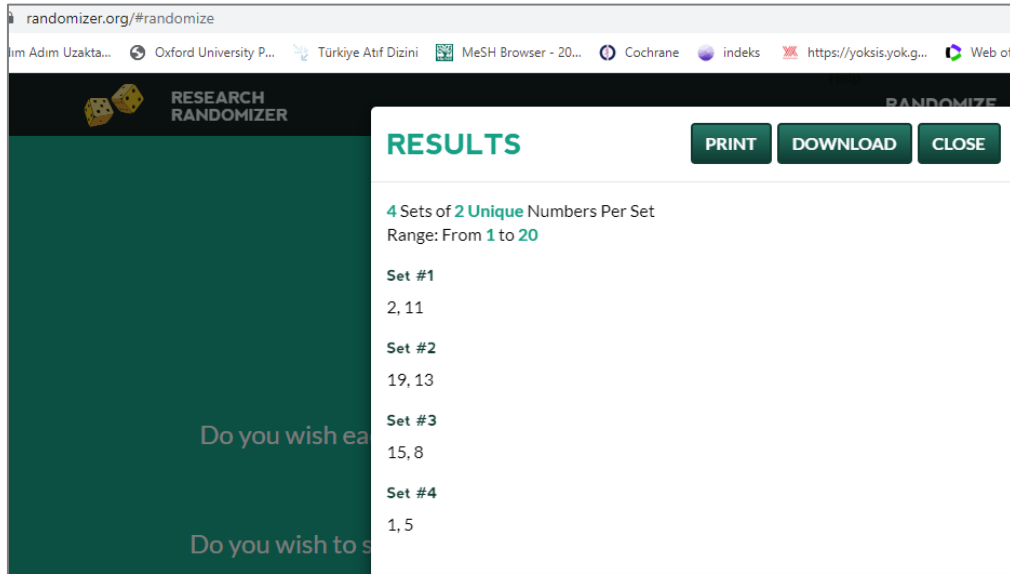 randomizer.org/#randomize
ım Adım Uzakta... Oxford University P... Türkiye Atıf Dizini MeSH Browser - 20... Cochrane indeks https://yoksis.yok.g... Web of
RESEARCH
RANDOMIZER
RANDOMIZE
RESULTS
PRINT DOWNLOAD CLOSE
4 Sets of 2 Unique Numbers Per Set
Range: From 1 to 20
Set #1
2, 11
Set #2
19, 13
Set #3
15, 8
Do you wish ea
Set #4
1, 5
Do you wish to s